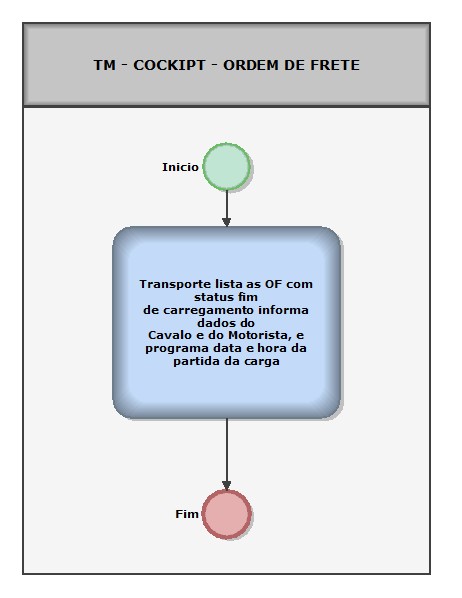 TM - COCKIPT - ORDEM DE FRETE
Inicio
Transporte lista as OF com
status fim
de carregamento informa
dados do
Cavalo e do Motorista, e
programa data e hora da
partida da carga
Fim